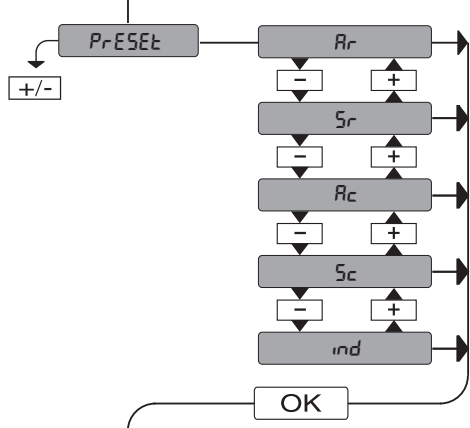 PrESEt
Ar
+/-
- +
Sr
- +
Ac
- +
Sc
- +
ind
OK